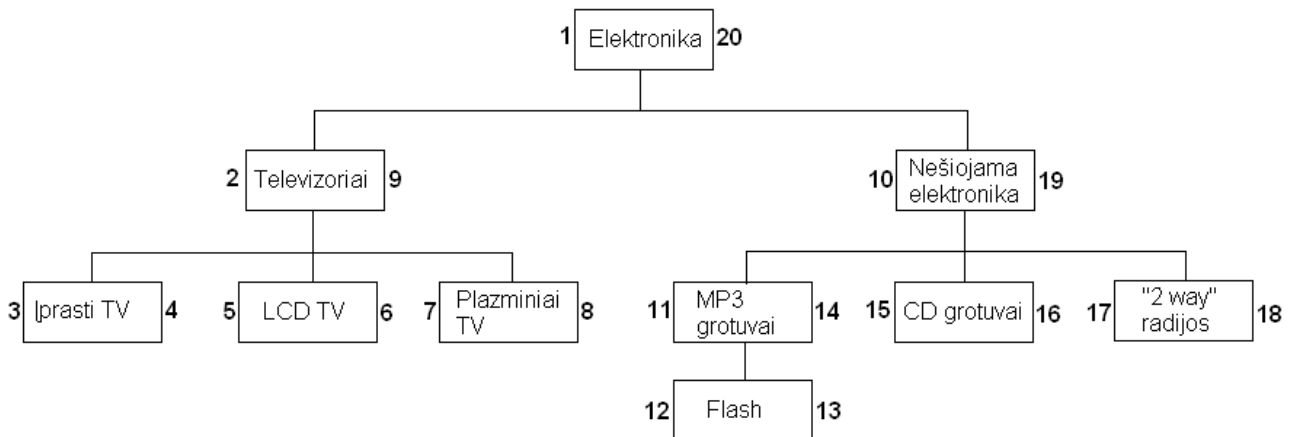 1 Elektronika 20
2 Televizoriai 9
10 Nešiojama 19
elektronika
3 Įprasti TV 4
5 LCD TV 6
7 Plazminiai 8
TV
11 MP3 14
grotuvai
15 CD grotuvai 16
17 "2 way" 18
radijos
12 Flash 13